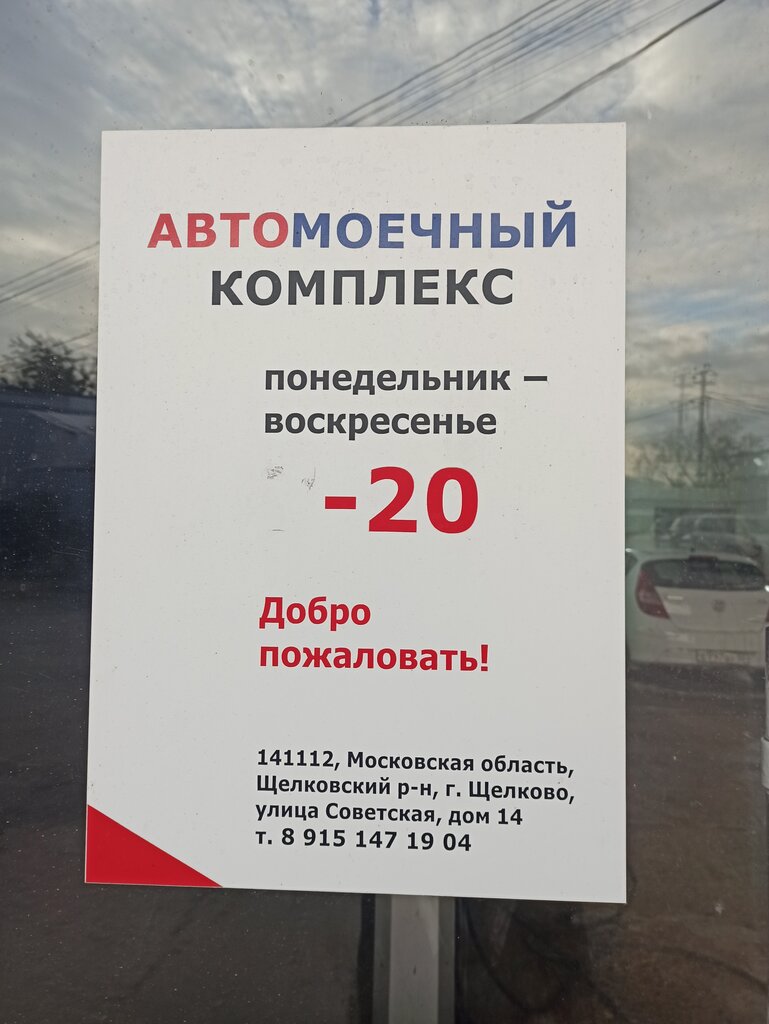 АВТОМОЕЧНЫЙ
КОМПЛЕКС
понедельник –
воскресенье
-20
Добро
пожаловать!
141112, Московская область,
Щелковский р-н, г. Щелково,
улица Советская, дом 14
т. 8 915 147 19 04